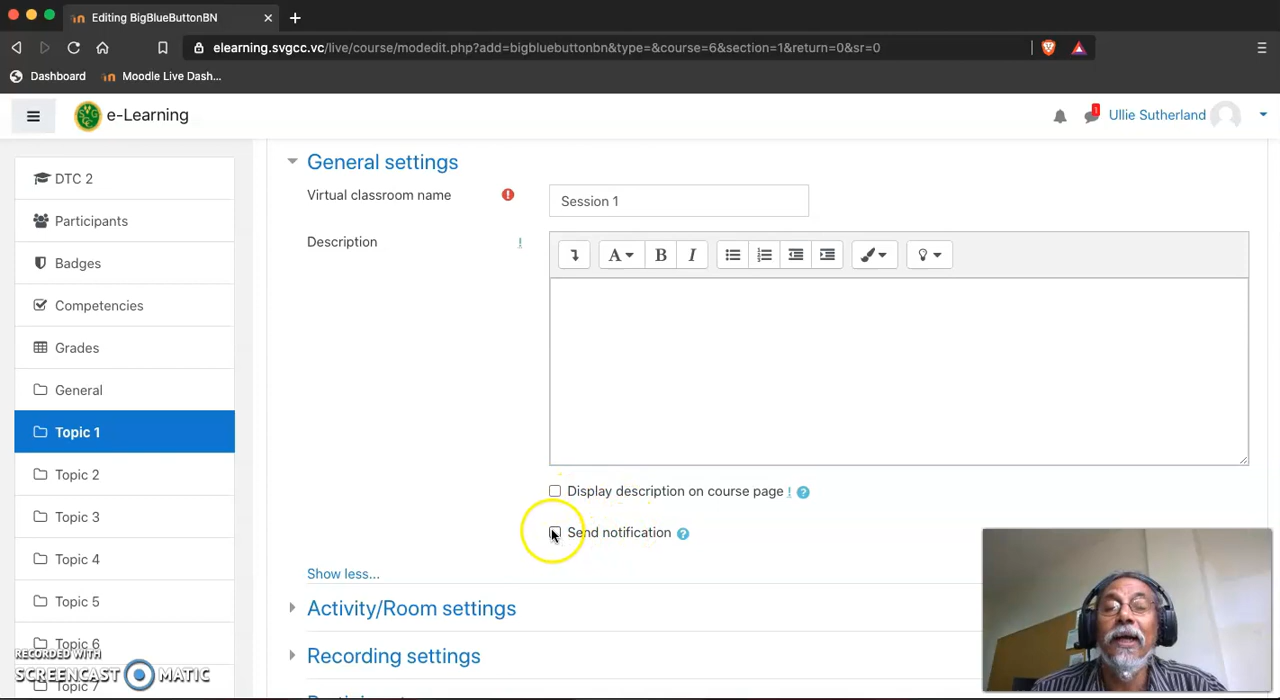 Editing BigBlueButtonBN
elearning.svgcc.vc/live/course/modedit.php?add=bigbluebuttonbn&type=&course=6&section=1&return=0&sr=0
Dashboard
Moodle Live Dash...
e-Learning
1
Ullie Sutherland
DTC 2
Participants
Badges
Competencies
Grades
General
Topic 1
Topic 2
Topic 3
Topic 4
Topic 5
Topic 6
Topic 7
General settings
Virtual classroom name
Session 1
Description
A
B
I
Display description on course page
Send notification
Show less...
Activity/Room settings
Recording settings
RECORDED WITH
SCREENCAST MATIC